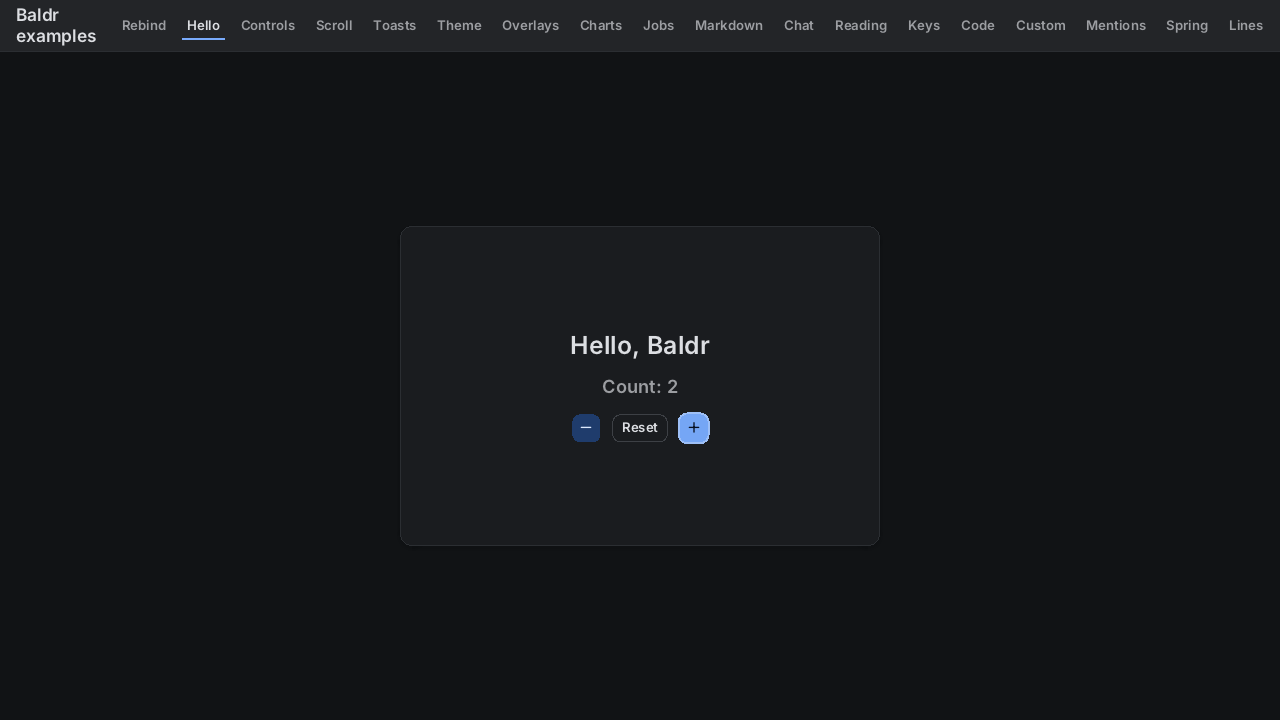 Baldr
examples
Rebind Hello Controls Scroll Toasts Theme Overlays Charts Jobs Markdown Chat Reading Keys Code Custom Mentions Spring Lines
Hello, Baldr
Count: 2
− Reset +